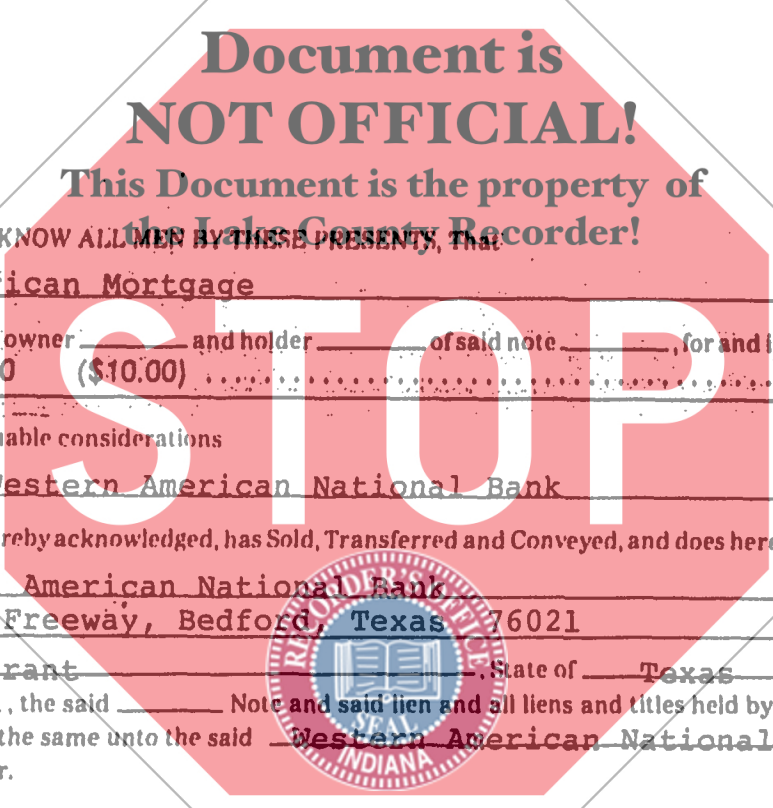 Document is
NOT OFFICIAL!
This Document is the property of
the Lake County Recorder!
KNOW ALL MEN BY THESE PRESENTS, That
ican Mortgage
owner and holder of said note , for and i
0 ($10.00)
STOP
able considerations
estern American National Bank
reby acknowledged, has Sold, Transferred and Conveyed, and does here
American National Bank
Freeway, Bedford, Texas 76021
rant , State of Texas
, the said Note and said lien and all liens and titles held by
the same unto the said Western American National
r.
RECORDER'S OFFICE
SEAL
INDIANA